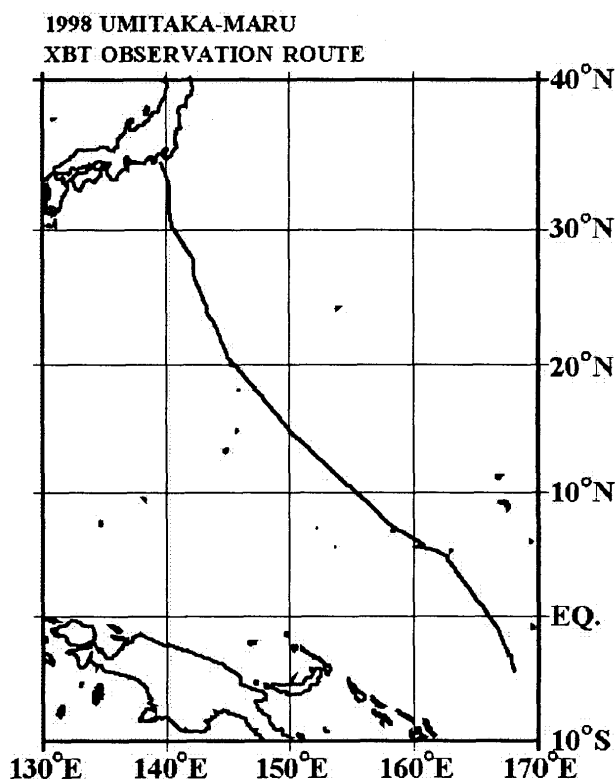 1998 UMITAKA-MARU
XBT OBSERVATION ROUTE
40°N
30°N
20°N
10°N
EQ.
10°S
130°E 140°E 150°E 160°E 170°E